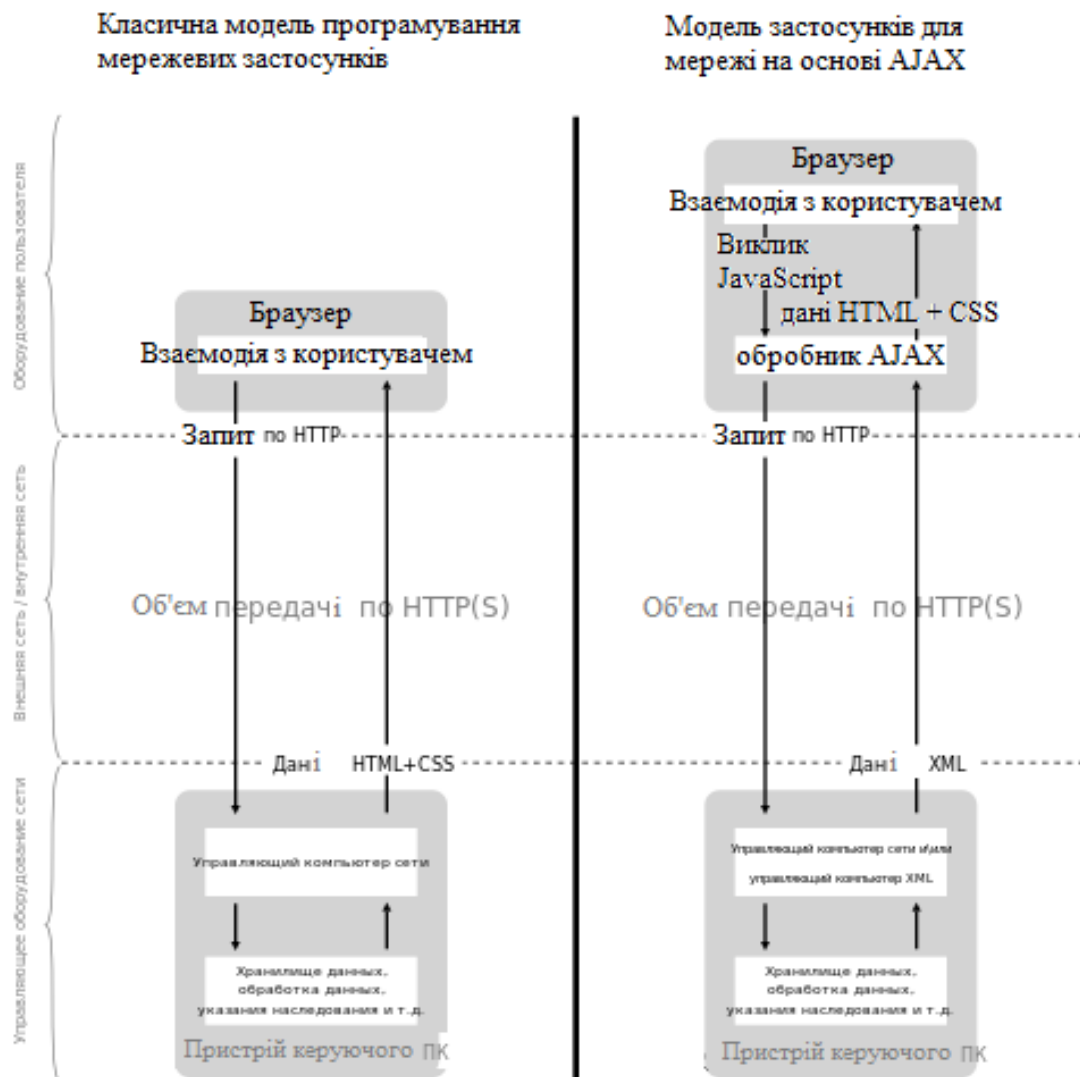 Класична модель програмування
мережевих застосунків
Модель застосунків для
мережі на основі AJAX
Оборудование пользователя
Внешняя сеть / внутренняя сеть
Управляющее оборудование сети
Браузер
Взаємодія з користувачем
Запит по HTTP
Об'єм передачі по HTTP(S)
Дані HTML+CSS
Управляющий компьютер сети
Хранилище данных,
обработка данных,
указания наследования и т.д.
Пристрій керуючого ПК
Браузер
Взаємодія з користувачем
Виклик
JavaScript
дані HTML + CSS
обробник AJAX
Запит по HTTP
Об'єм передачі по HTTP(S)
Дані XML
Управляющий компьютер сети и\или
управляющий компьютер XML
Хранилище данных,
обработка данных,
указания наследования и т.д.
Пристрій керуючого ПК